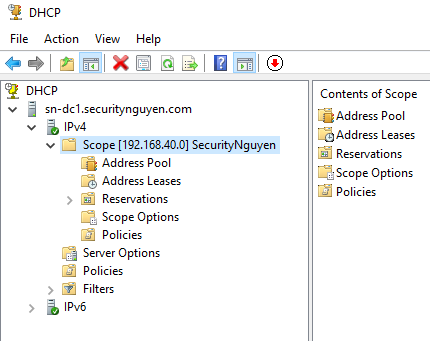 DHCP
File Action View Help
DHCP
sn-dc1.securitynguyen.com
IPv4
Scope [192.168.40.0] SecurityNguyen
Address Pool
Address Leases
Reservations
Scope Options
Policies
Server Options
Policies
Filters
IPv6
Contents of Scope
Address Pool
Address Leases
Reservations
Scope Options
Policies